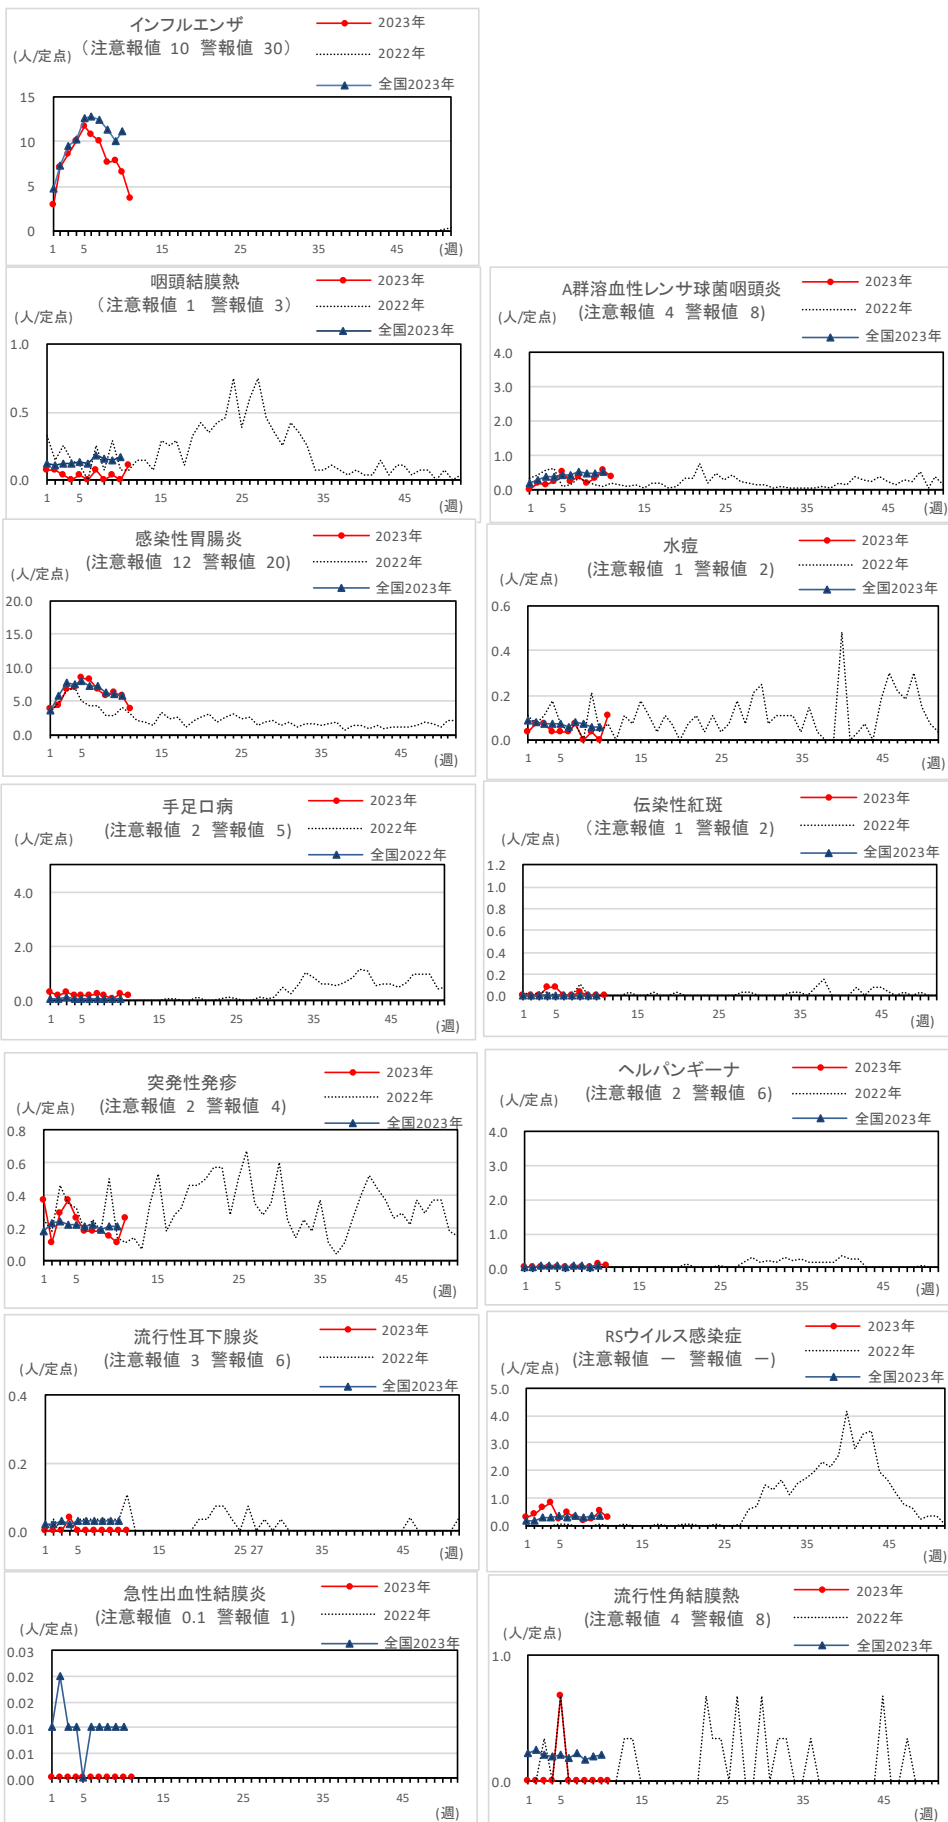 インフルエンザ
（注意報値 10 警報値 30）
(人/定点)
2023年
2022年
全国2023年
15
10
5
0
1 5 15 25 35 45 (週)
咽頭結膜熱
（注意報値 1 警報値 3）
(人/定点)
2023年
2022年
全国2023年
1.0
0.5
0.0
1 5 15 25 35 45 (週)
A群溶血性レンサ球菌咽頭炎
(注意報値 4 警報値 8)
(人/定点)
2023年
2022年
全国2023年
4.0
3.0
2.0
1.0
0.0
1 5 15 25 35 45 (週)
感染性胃腸炎
(注意報値 12 警報値 20)
(人/定点)
2023年
2022年
全国2023年
20.0
15.0
10.0
5.0
0.0
1 5 15 25 35 45 (週)
水痘
(注意報値 1 警報値 2)
(人/定点)
2023年
2022年
全国2023年
0.6
0.4
0.2
0.0
1 5 15 25 35 45 (週)
手足口病
(注意報値 2 警報値 5)
(人/定点)
2023年
2022年
全国2022年
4.0
2.0
0.0
1 5 15 25 35 45 (週)
伝染性紅斑
（注意報値 1 警報値 2）
(人/定点)
2023年
2022年
全国2023年
1.2
1.0
0.8
0.6
0.4
0.2
0.0
1 5 15 25 35 45 (週)
突発性発疹
(注意報値 2 警報値 4)
(人/定点)
2023年
2022年
全国2023年
0.8
0.6
0.4
0.2
0.0
1 5 15 25 35 45 (週)
ヘルパンギーナ
(注意報値 2 警報値 6)
(人/定点)
2023年
2022年
全国2023年
4.0
3.0
2.0
1.0
0.0
1 5 15 25 35 45 (週)
流行性耳下腺炎
(注意報値 3 警報値 6)
(人/定点)
2023年
2022年
全国2023年
0.4
0.2
0.0
1 5 15 25 27 35 45 (週)
RSウイルス感染症
(注意報値 ー 警報値 ー)
(人/定点)
2023年
2022年
全国2023年
5.0
4.0
3.0
2.0
1.0
0.0
1 5 15 25 35 45 (週)
急性出血性結膜炎
(注意報値 0.1 警報値 1)
(人/定点)
2023年
2022年
全国2023年
0.03
0.02
0.02
0.01
0.01
0.00
1 5 15 25 35 45 (週)
流行性角結膜熱
(注意報値 4 警報値 8)
(人/定点)
2023年
2022年
全国2023年
1.0
0.0
1 5 15 25 35 45 (週)